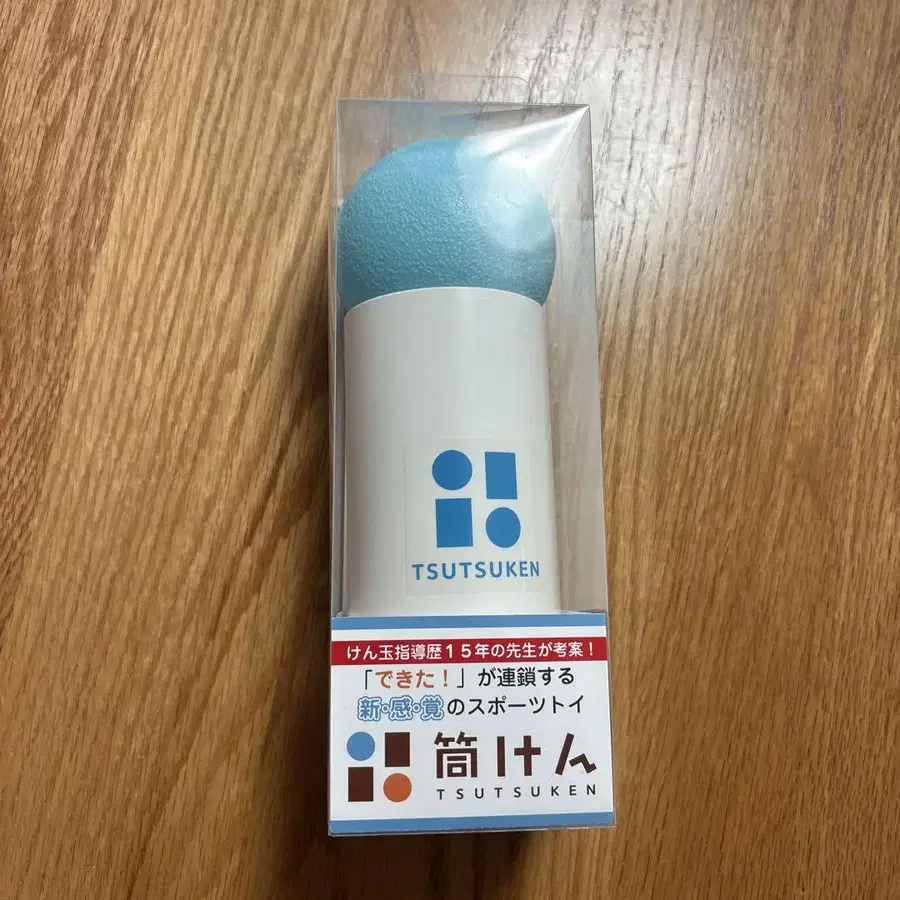 TSUTSUKEN
けん玉指導歴15年の先生が考案！
「できた！」が連鎖する
新・感・覚のスポーツトイ
筒けん
TSUTSUKEN